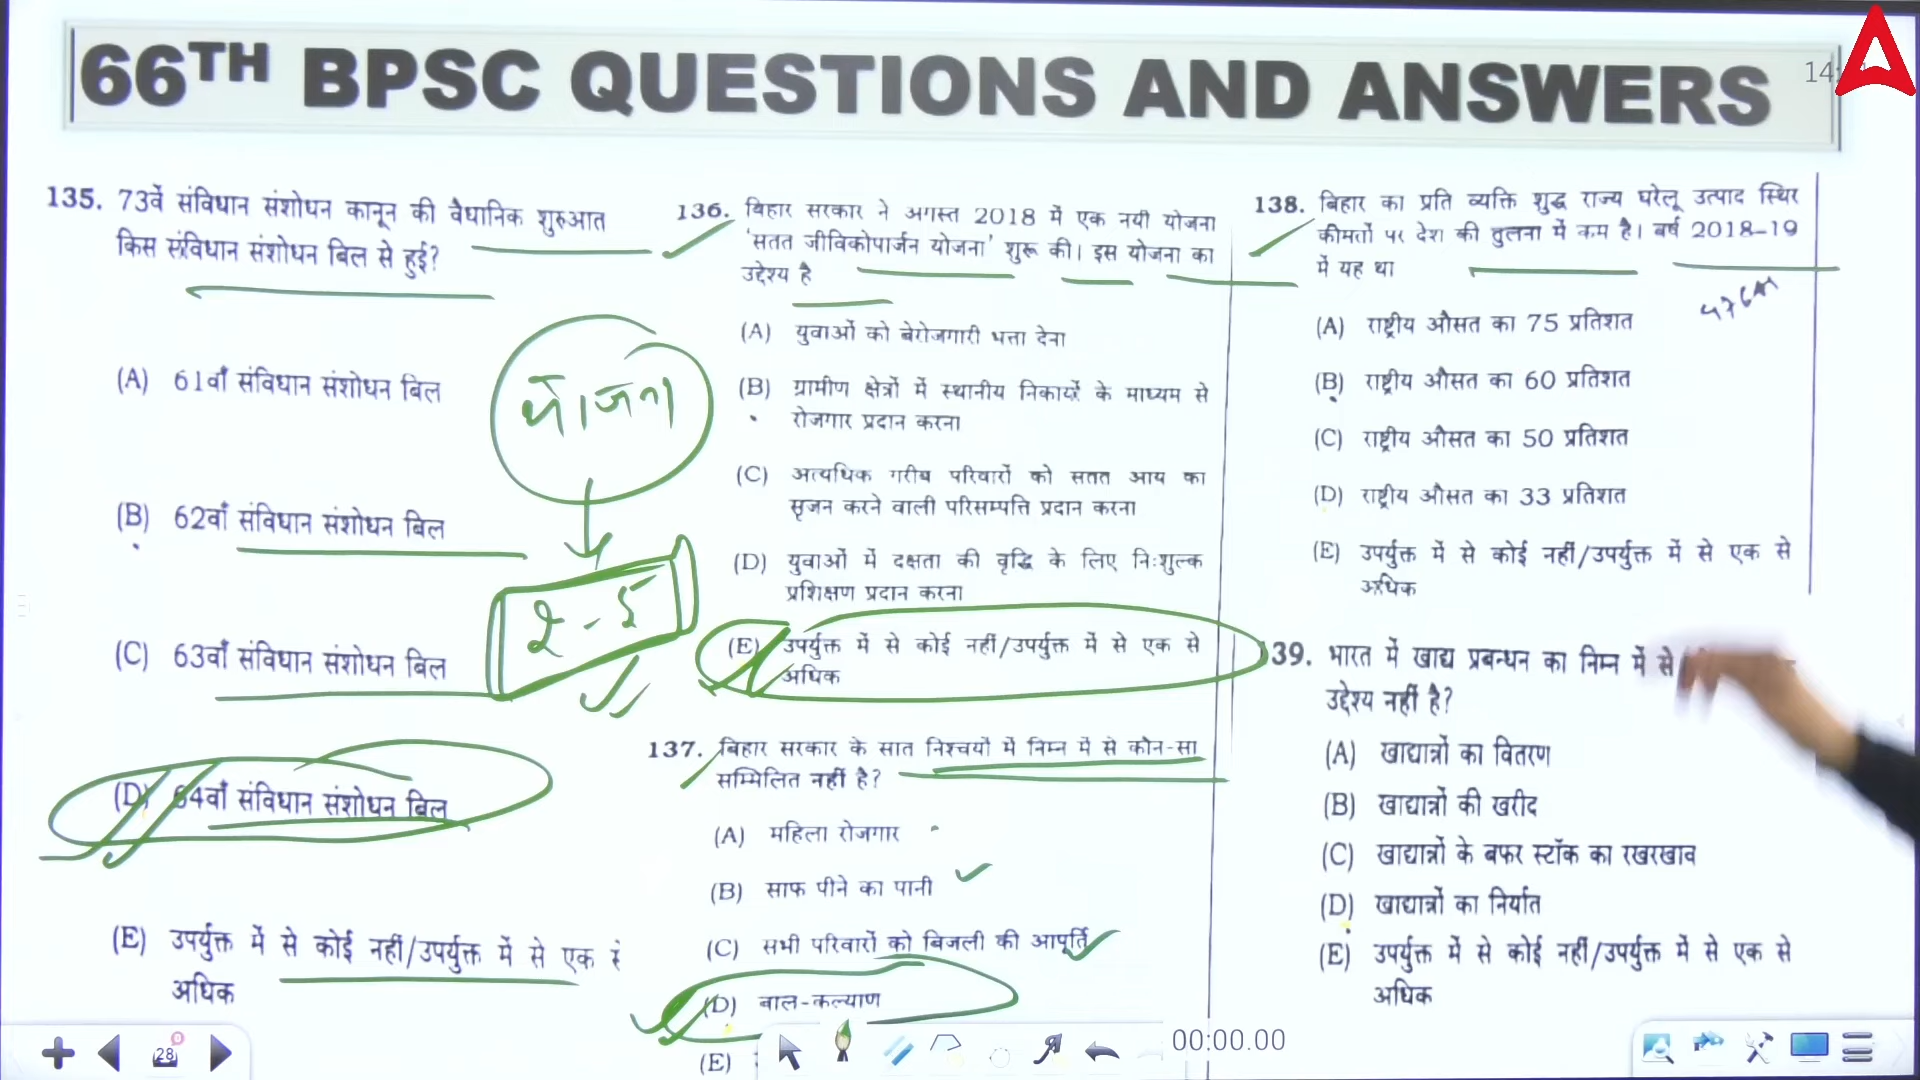 66TH BPSC QUESTIONS AND ANSWERS
135. 73वें संविधान संशोधन कानून की वैधानिक शुरुआत
किस संविधान संशोधन बिल से हुई?
(A) 61वाँ संविधान संशोधन बिल
(B) 62वाँ संविधान संशोधन बिल
(C) 63वाँ संविधान संशोधन बिल
(D) 64वाँ संविधान संशोधन बिल
(E) उपर्युक्त में से कोई नहीं/उपर्युक्त में से एक
अधिक
योजना
2-5
136. बिहार सरकार ने अगस्त 2018 में एक नयी योजना
'सतत जीविकोपार्जन योजना' शुरू की। इस योजना का
उद्देश्य है
(A) युवाओं को बेरोजगारी भत्ता देना
(B) ग्रामीण क्षेत्रों में स्थानीय निकायों के माध्यम से
रोजगार प्रदान करना
(C) अत्यधिक गरीब परिवारों को सतत आय का
सृजन करने वाली परिसम्पत्ति प्रदान करना
(D) युवाओं में दक्षता की वृद्धि के लिए निःशुल्क
प्रशिक्षण प्रदान करना
(E) उपर्युक्त में से कोई नहीं/उपर्युक्त में से एक से
अधिक
137. बिहार सरकार के सात निश्चयों में निम्न में से कौन-सा
सम्मिलित नहीं है?
(A) महिला रोजगार
(B) साफ पीने का पानी
(C) सभी परिवारों को बिजली की आपूर्ति
(D) बाल-कल्याण
(E)
138. बिहार का प्रति व्यक्ति शुद्ध राज्य घरेलू उत्पाद स्थिर
कीमतों पर देश की तुलना में कम है। वर्ष 2018-19
में यह था
(A) राष्ट्रीय औसत का 75 प्रतिशत
(B) राष्ट्रीय औसत का 60 प्रतिशत
(C) राष्ट्रीय औसत का 50 प्रतिशत
(D) राष्ट्रीय औसत का 33 प्रतिशत
(E) उपर्युक्त में से कोई नहीं/उपर्युक्त में से एक से
अधिक
39. भारत में खाद्य प्रबन्धन का निम्न में से
उद्देश्य नहीं है?
(A) खाद्यान्नों का वितरण
(B) खाद्यान्नों की खरीद
(C) खाद्यान्नों के बफर स्टॉक का रखरखाव
(D) खाद्यान्नों का निर्यात
(E) उपर्युक्त में से कोई नहीं/उपर्युक्त में से एक से
अधिक
28
00:00.00